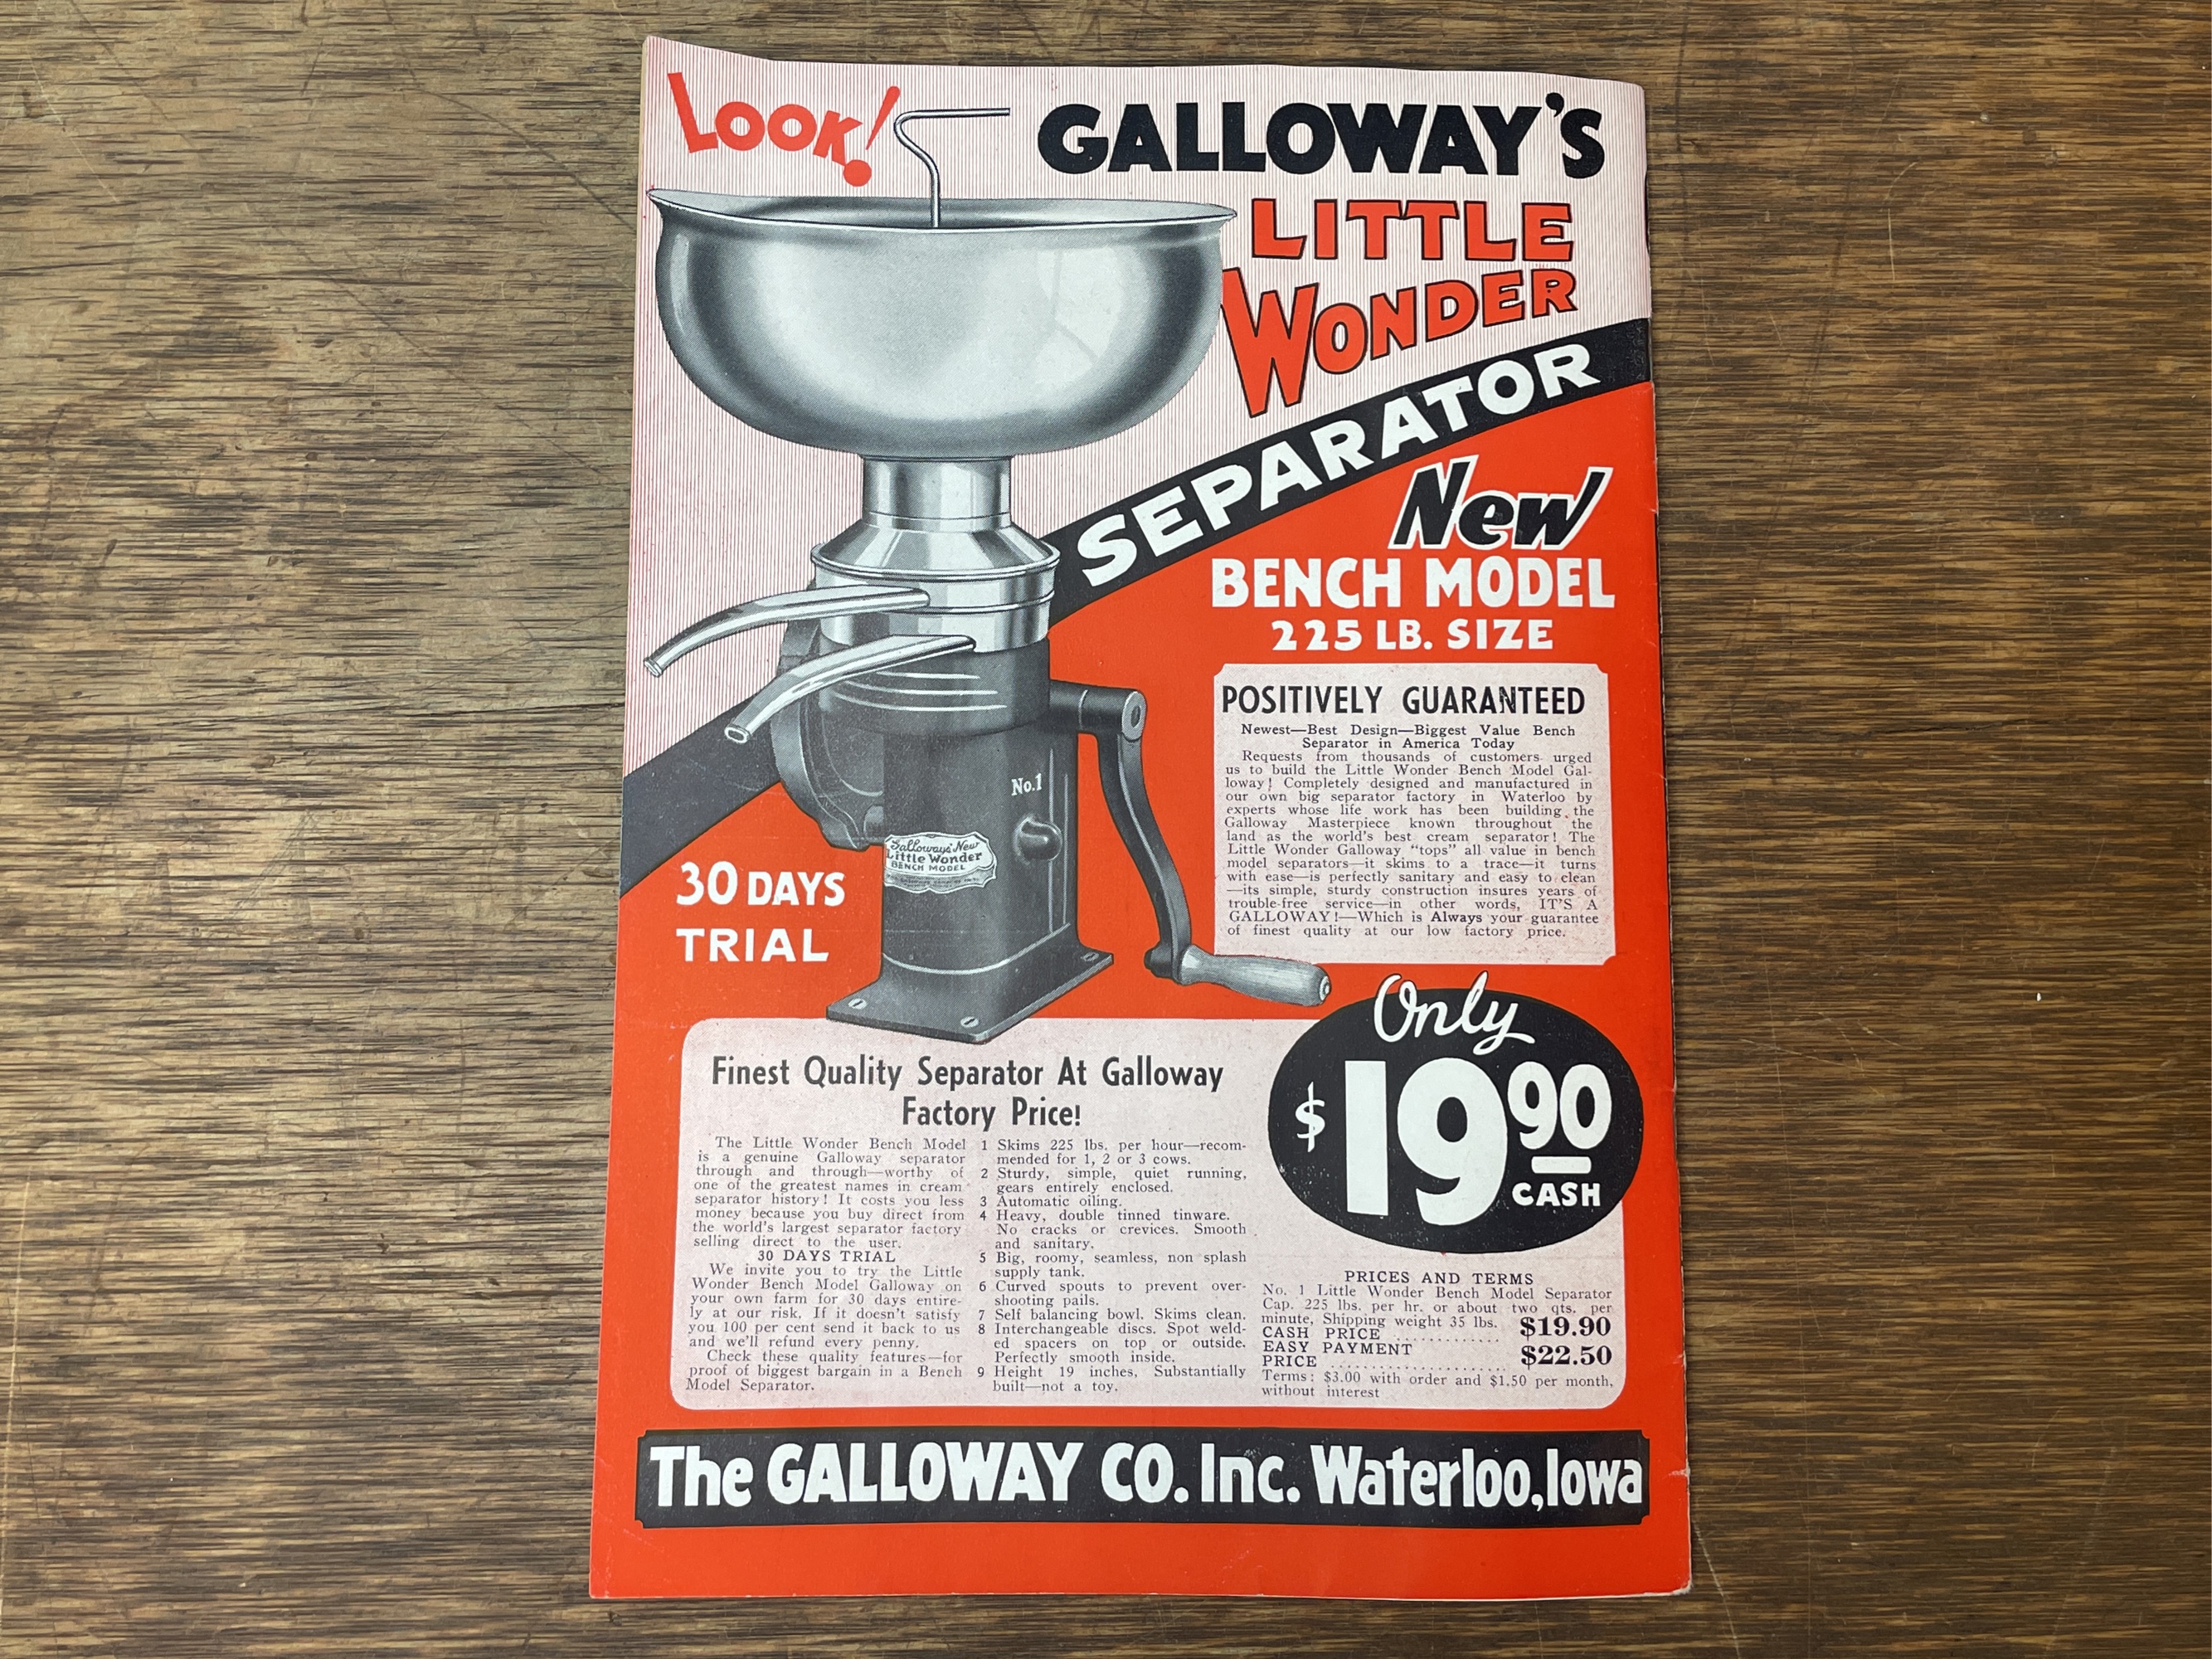 LOOK!
GALLOWAY'S
LITTLE
WONDER
SEPARATOR
New
BENCH MODEL
225 LB. SIZE
POSITIVELY GUARANTEED
Newest—Best Design—Biggest Value Bench
Separator in America Today
Requests from thousands of customers urged
us to build the Little Wonder Bench Model Gal-
loway! Completely designed and manufactured in
our own big separator factory in Waterloo by
experts whose life work has been building the
Galloway Masterpiece known throughout the
land as the world's best cream separator! The
Little Wonder Galloway "tops" all value in bench
model separators—it skims to a trace—it turns
with ease—is perfectly sanitary and easy to clean
—its simple, sturdy construction insures years of
trouble-free service—in other words, IT'S A
GALLOWAY!—Which is Always your guarantee
of finest quality at our low factory price.
No.1
Galloways' New
Little Wonder
BENCH MODEL
30 DAYS
TRIAL
Only
$19.90
CASH
Finest Quality Separator At Galloway
Factory Price!
The Little Wonder Bench Model
is a genuine Galloway separator
through and through—worthy of
one of the greatest names in cream
separator history! It costs you less
money because you buy direct from
the world's largest separator factory
selling direct to the user.
30 DAYS TRIAL
We invite you to try the Little
Wonder Bench Model Galloway on
your own farm for 30 days entire-
ly at our risk. If it doesn't satisfy
you 100 per cent send it back to us
and we'll refund every penny.
Check these quality features—for
proof of biggest bargain in a Bench
Model Separator.
1 Skims 225 lbs. per hour—recom-
mended for 1, 2 or 3 cows.
2 Sturdy, simple, quiet running,
gears entirely enclosed.
3 Automatic oiling.
4 Heavy, double tinned tinware.
No cracks or crevices. Smooth
and sanitary.
5 Big, roomy, seamless, non splash
supply tank.
6 Curved spouts to prevent over-
shooting pails.
7 Self balancing bowl. Skims clean.
8 Interchangeable discs. Spot weld-
ed spacers on top or outside.
Perfectly smooth inside.
9 Height 19 inches, Substantially
built—not a toy.
PRICES AND TERMS
No. 1 Little Wonder Bench Model Separator
Cap. 225 lbs. per hr. or about two qts. per
minute, Shipping weight 35 lbs.
CASH PRICE ............ $19.90
EASY PAYMENT
PRICE .................... $22.50
Terms: $3.00 with order and $1.50 per month,
without interest
The GALLOWAY CO. Inc. Waterloo, Iowa